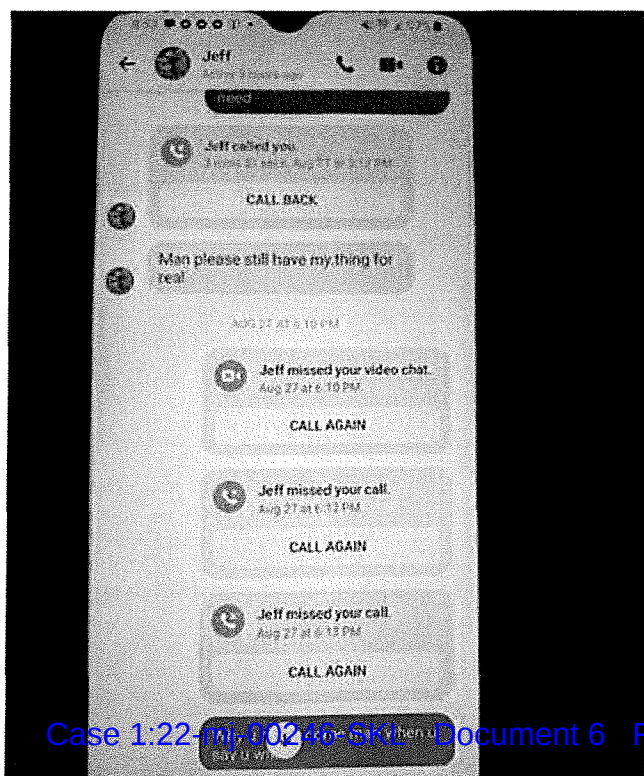 Jeff
need
Jeff called you.
CALL BACK
Man please still have my thing for
real
AUG 27 AT 6:10 PM
Jeff missed your video chat.
Aug 27 at 6:10 PM
CALL AGAIN
Jeff missed your call.
Aug 27 at 6:12 PM
CALL AGAIN
Jeff missed your call.
Aug 27 at 6:13 PM
CALL AGAIN
when u
Case 1:22-mj-00246-SKL Document 6
say u